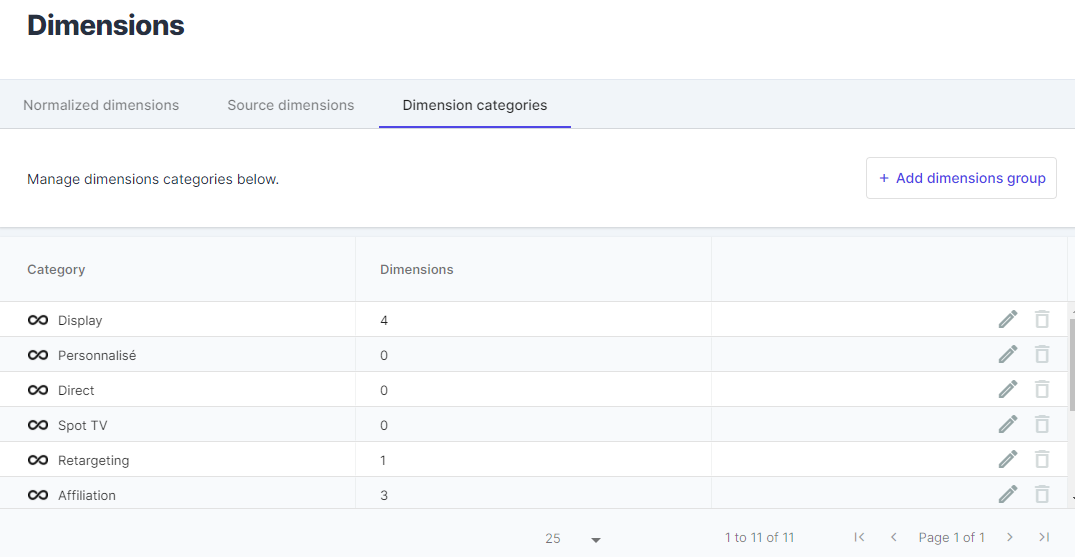 Dimensions
Normalized dimensions Source dimensions Dimension categories
Manage dimensions categories below.
+ Add dimensions group
Category Dimensions
Display 4
Personnalisé 0
Direct 0
Spot TV 0
Retargeting 1
Affiliation 3
25 1 to 11 of 11 Page 1 of 1